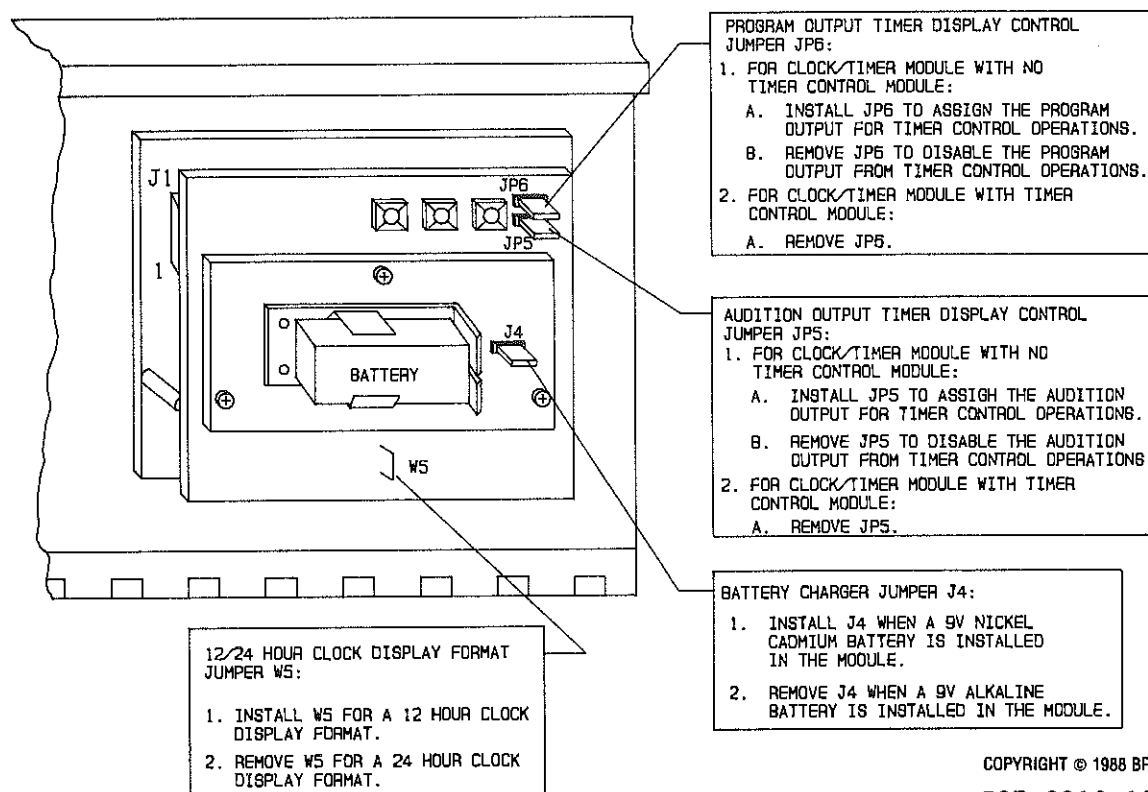 PROGRAM OUTPUT TIMER DISPLAY CONTROL
JUMPER JP6:
1. FOR CLOCK/TIMER MODULE WITH NO
TIMER CONTROL MODULE:
A. INSTALL JP6 TO ASSIGN THE PROGRAM
OUTPUT FOR TIMER CONTROL OPERATIONS.
B. REMOVE JP6 TO DISABLE THE PROGRAM
OUTPUT FROM TIMER CONTROL OPERATIONS.
2. FOR CLOCK/TIMER MODULE WITH TIMER
CONTROL MODULE:
A. REMOVE JP6.
J1
1
JP6
JP5
J4
BATTERY
W5
AUDITION OUTPUT TIMER DISPLAY CONTROL
JUMPER JP5:
1. FOR CLOCK/TIMER MODULE WITH NO
TIMER CONTROL MODULE:
A. INSTALL JP5 TO ASSIGH THE AUDITION
OUTPUT FOR TIMER CONTROL OPERATIONS.
B. REMOVE JP5 TO DISABLE THE AUDITION
OUTPUT FROM TIMER CONTROL OPERATIONS
2. FOR CLOCK/TIMER MODULE WITH TIMER
CONTROL MODULE:
A. REMOVE JP5.
BATTERY CHARGER JUMPER J4:
1. INSTALL J4 WHEN A 9V NICKEL
CADMIUM BATTERY IS INSTALLED
IN THE MODULE.
2. REMOVE J4 WHEN A 9V ALKALINE
BATTERY IS INSTALLED IN THE MODULE.
12/24 HOUR CLOCK DISPLAY FORMAT
JUMPER W5:
1. INSTALL W5 FOR A 12 HOUR CLOCK
DISPLAY FORMAT.
2. REMOVE W5 FOR A 24 HOUR CLOCK
DISPLAY FORMAT.
COPYRIGHT © 1988